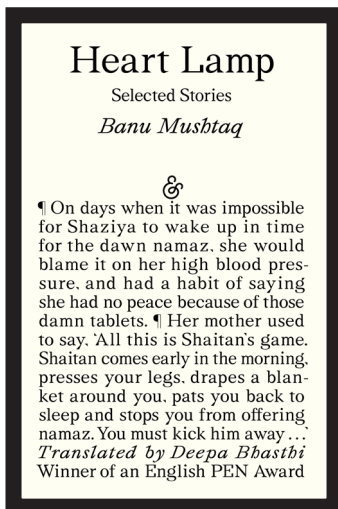 Heart Lamp
Selected Stories
Banu Mushtaq
&
¶ On days when it was impossible
for Shaziya to wake up in time
for the dawn namaz, she would
blame it on her high blood pres-
sure, and had a habit of saying
she had no peace because of those
damn tablets. ¶ Her mother used
to say, ‘All this is Shaitan’s game.
Shaitan comes early in the morning,
presses your legs, drapes a blan-
ket around you, pats you back to
sleep and stops you from offering
namaz. You must kick him away . . .’
Translated by Deepa Bhasthi
Winner of an English PEN Award